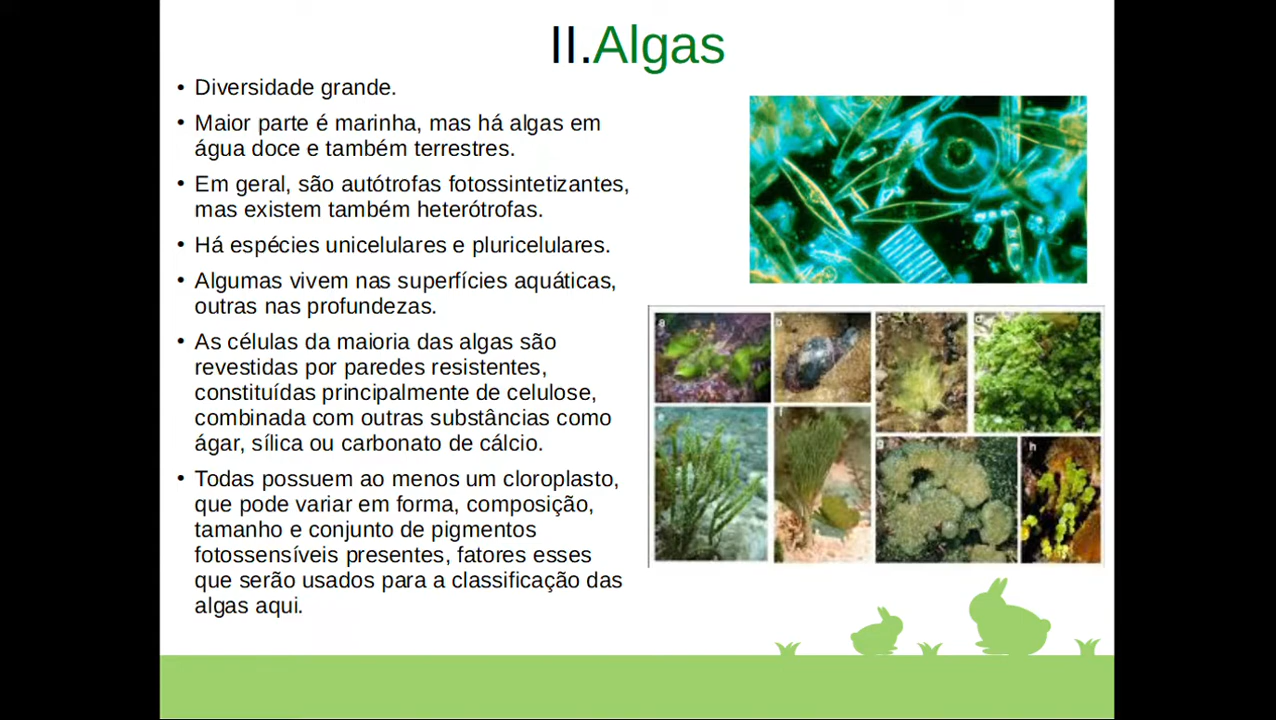 II.Algas
• Diversidade grande.
• Maior parte é marinha, mas há algas em
água doce e também terrestres.
• Em geral, são autótrofas fotossintetizantes,
mas existem também heterótrofas.
• Há espécies unicelulares e pluricelulares.
• Algumas vivem nas superfícies aquáticas,
outras nas profundezas.
• As células da maioria das algas são
revestidas por paredes resistentes,
constituídas principalmente de celulose,
combinada com outras substâncias como
ágar, sílica ou carbonato de cálcio.
• Todas possuem ao menos um cloroplasto,
que pode variar em forma, composição,
tamanho e conjunto de pigmentos
fotossensíveis presentes, fatores esses
que serão usados para a classificação das
algas aqui.
a b c d
e f g h